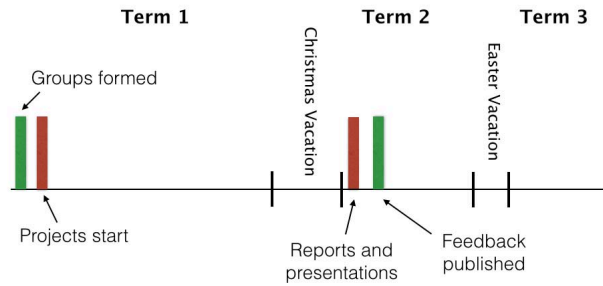 Term 1
Term 2
Term 3
Christmas Vacation
Easter Vacation
Groups formed
Projects start
Reports and
presentations
Feedback
published